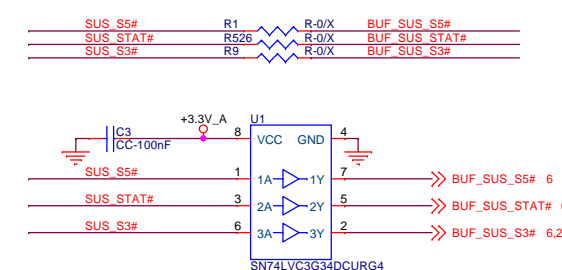 SUS_S5# R1 R-0/X BUF_SUS_S5#
SUS_STAT# R526 R-0/X BUF_SUS_STAT#
SUS_S3# R9 R-0/X BUF_SUS_S3#
+3.3V_A U1
C3 8 VCC GND 4
CC-100nF
SUS_S5# 1 1A 1Y 7 BUF_SUS_S5# 6
SUS_STAT# 3 2A 2Y 5 BUF_SUS_STAT#
SUS_S3# 6 3A 3Y 2 BUF_SUS_S3# 6,2
SN74LVC3G34DCURG4